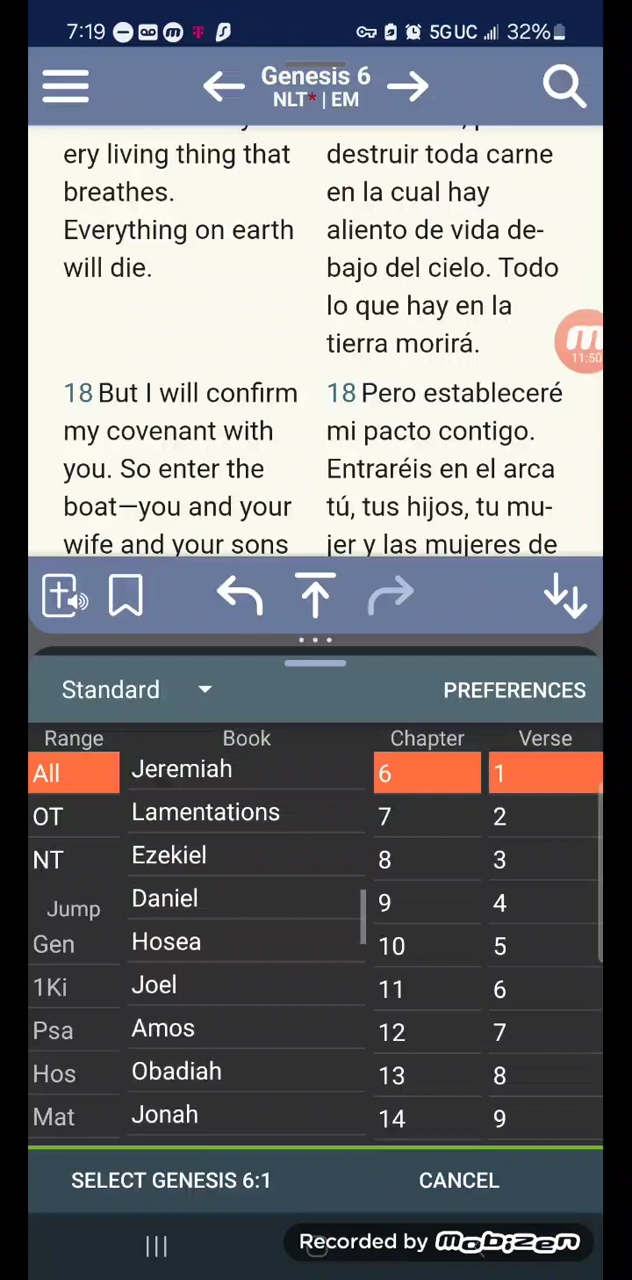 7:19 5G UC 32%
Genesis 6
NLT* | EM
ery living thing that
breathes.
Everything on earth
will die.
destruir toda carne
en la cual hay
aliento de vida de-
bajo del cielo. Todo
lo que hay en la
tierra morirá.
18 But I will confirm
my covenant with
you. So enter the
boat—you and your
wife and your sons
18 Pero estableceré
mi pacto contigo.
Entraréis en el arca
tú, tus hijos, tu mu-
jer y las mujeres de
11:50
Standard PREFERENCES
Range Book Chapter Verse
All Jeremiah 6 1
OT Lamentations 7 2
NT Ezekiel 8 3
Jump Daniel 9 4
Gen Hosea 10 5
1Ki Joel 11 6
Psa Amos 12 7
Hos Obadiah 13 8
Mat Jonah 14 9
SELECT GENESIS 6:1 CANCEL
Recorded by mobizen